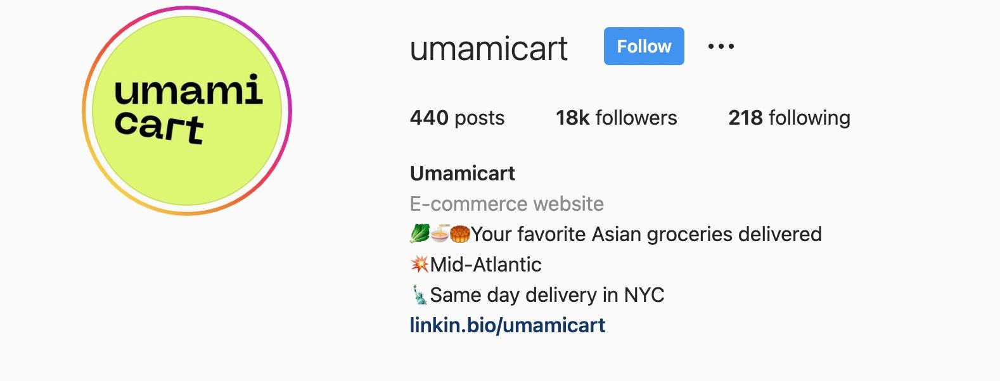 umami
cart
umamicart Follow •••
440 posts 18k followers 218 following
Umamicart
E-commerce website
🥬🍜🥮Your favorite Asian groceries delivered
💥Mid-Atlantic
🗽Same day delivery in NYC
linkin.bio/umamicart